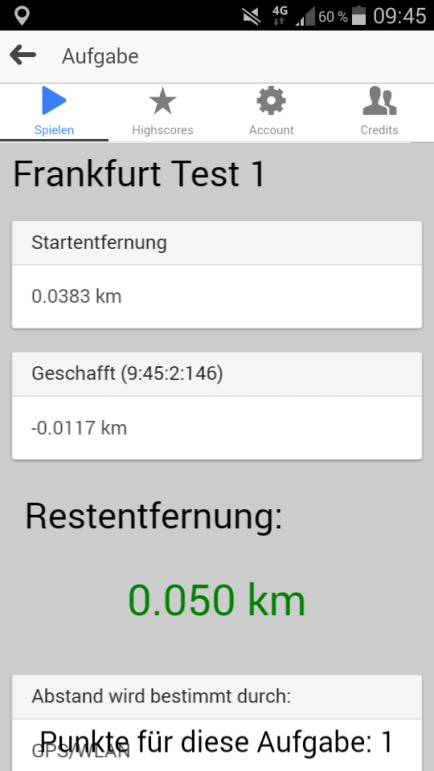 4G 60 % 09:45
Aufgabe
Spielen Highscores Account Credits
Frankfurt Test 1
Startentfernung
0.0383 km
Geschafft (9:45:2:146)
-0.0117 km
Restentfernung:
0.050 km
Abstand wird bestimmt durch:
Punkte für diese Aufgabe: 1
GPS/WLAN